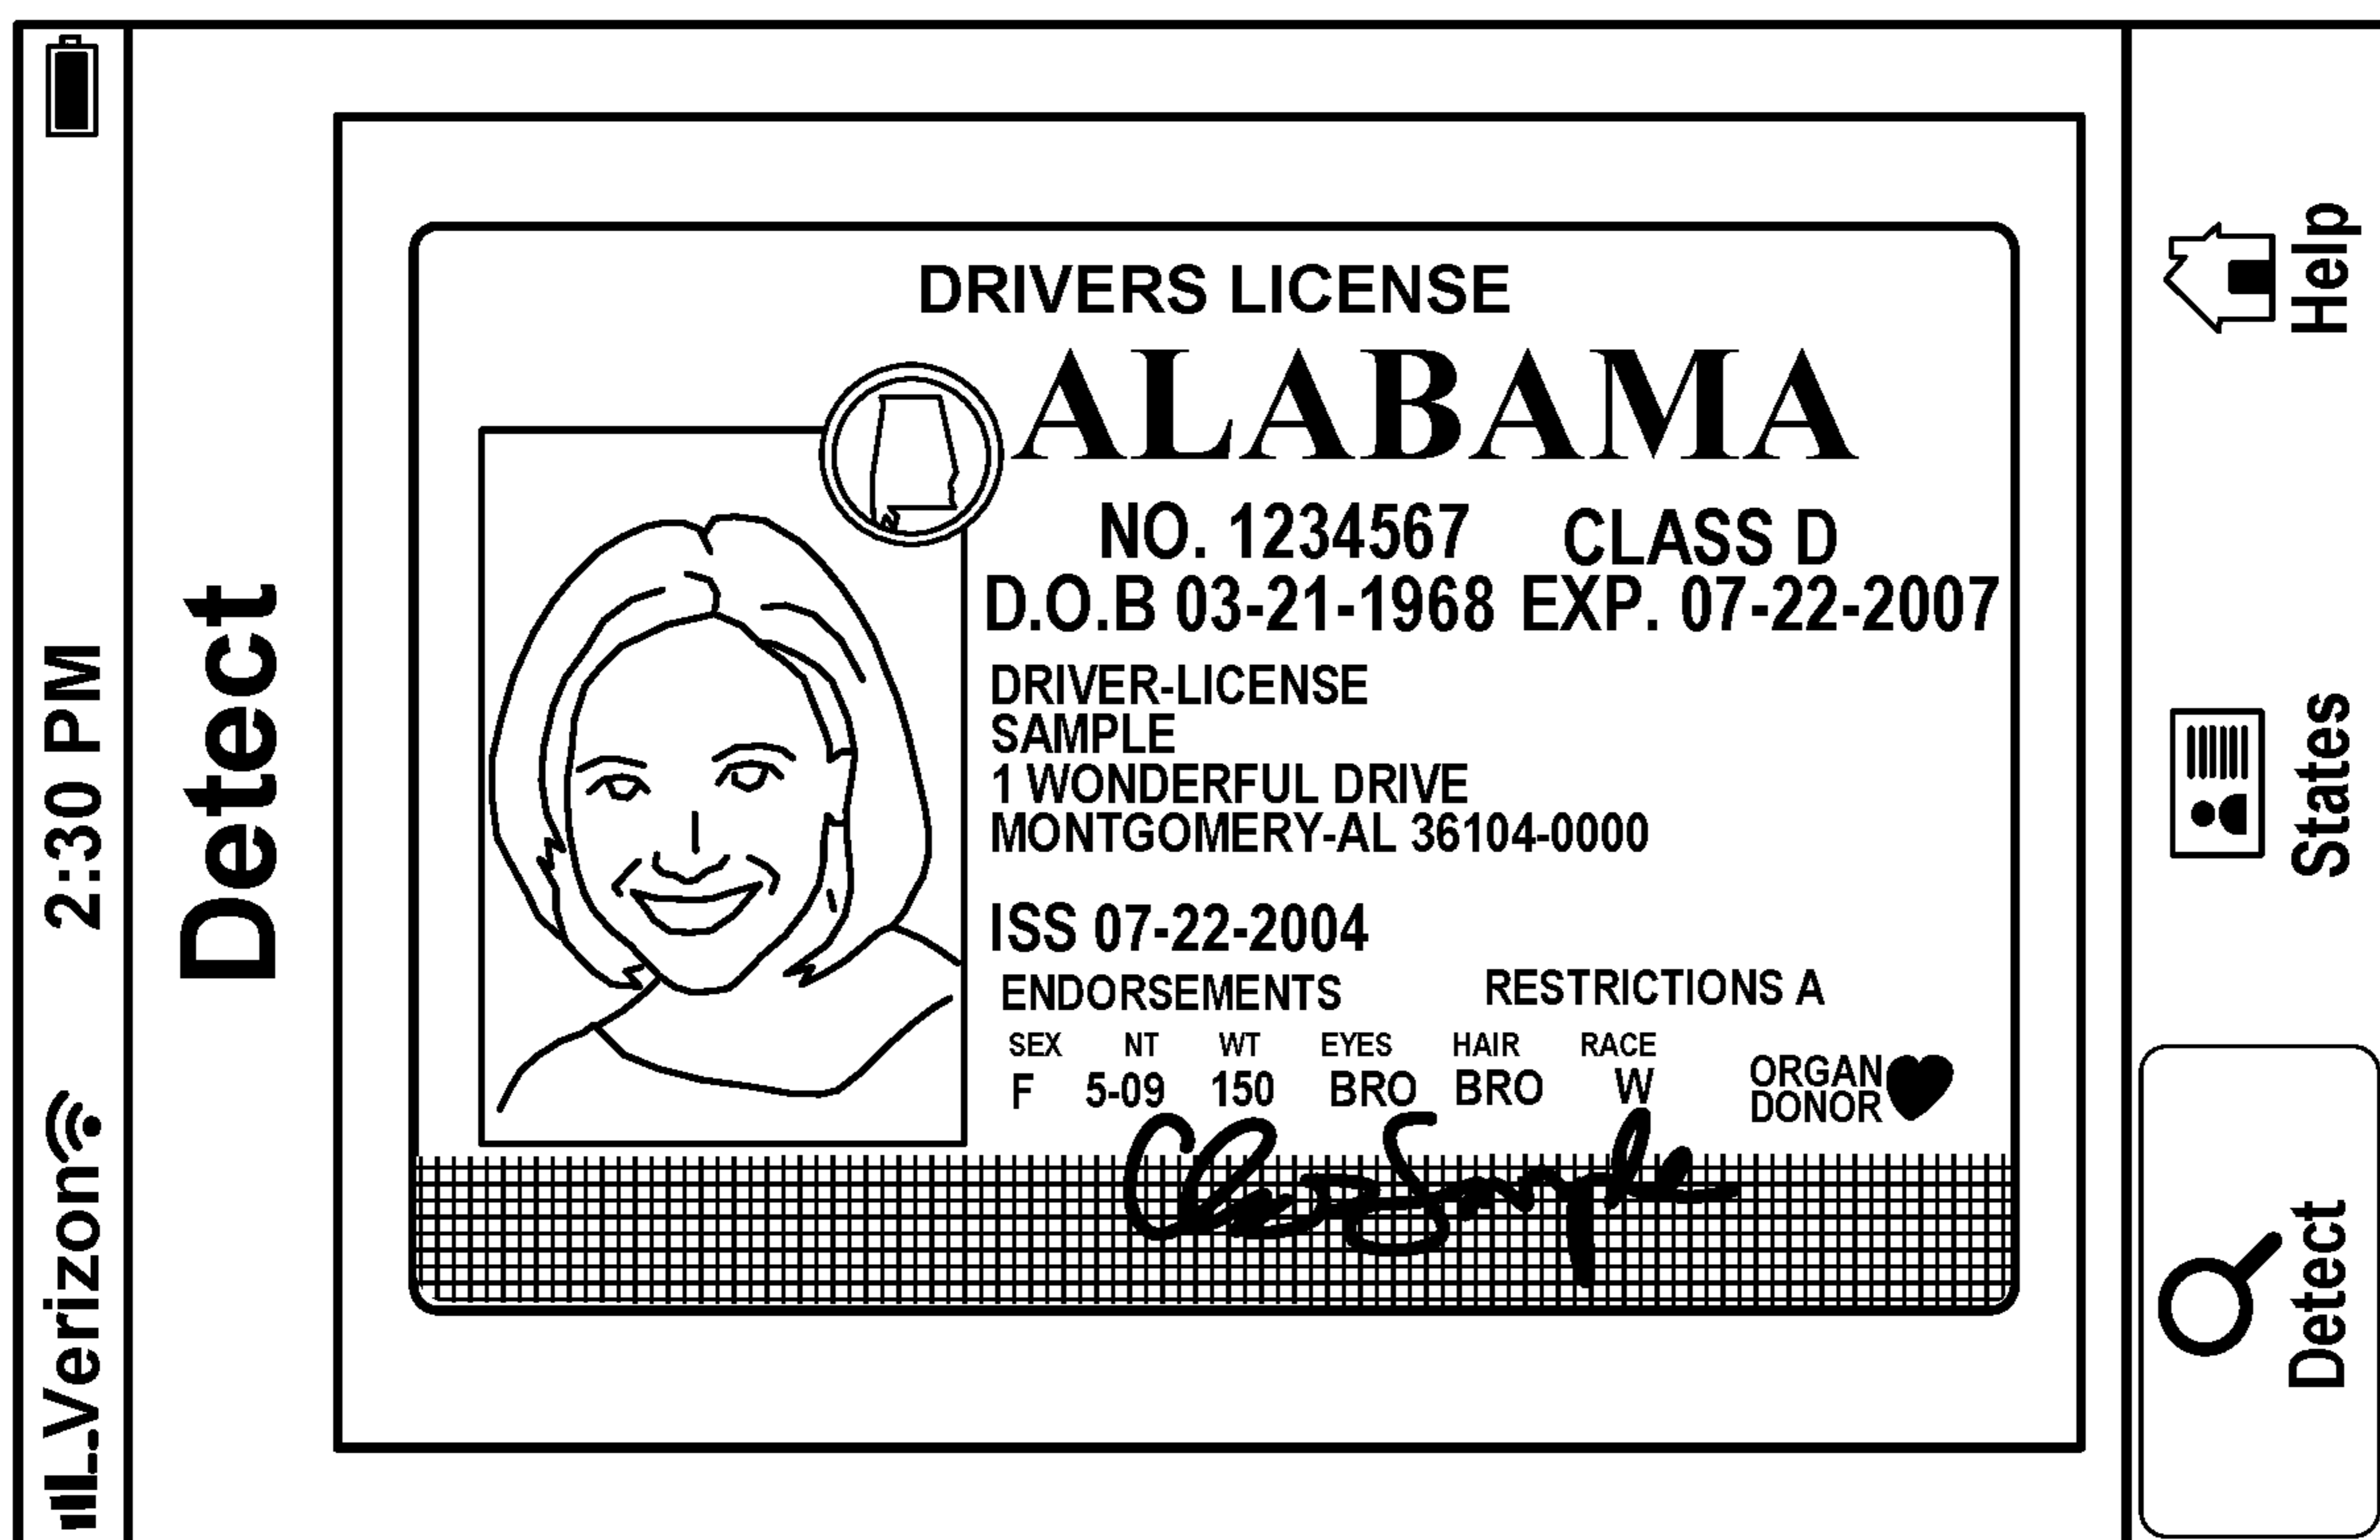 Verizon
2:30 PM
Detect
DRIVERS LICENSE
ALABAMA
NO. 1234567 CLASS D
D.O.B 03-21-1968 EXP. 07-22-2007
DRIVER-LICENSE
SAMPLE
1 WONDERFUL DRIVE
MONTGOMERY-AL 36104-0000
ISS 07-22-2004
ENDORSEMENTS RESTRICTIONS A
SEX NT WT EYES HAIR RACE
F 5-09 150 BRO BRO W
ORGAN
DONOR
Detect
States
Help